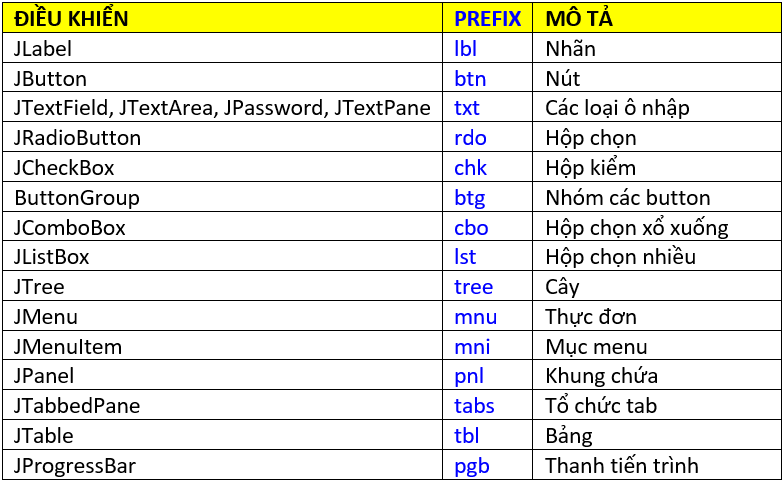 ĐIỀU KHIỂN PREFIX MÔ TẢ
JLabel lbl Nhãn
JButton btn Nút
JTextField, JTextArea, JPassword, JTextPane txt Các loại ô nhập
JRadioButton rdo Hộp chọn
JCheckBox chk Hộp kiểm
ButtonGroup btg Nhóm các button
JComboBox cbo Hộp chọn xổ xuống
JListBox lst Hộp chọn nhiều
JTree tree Cây
JMenu mnu Thực đơn
JMenuItem mni Mục menu
JPanel pnl Khung chứa
JTabbedPane tabs Tổ chức tab
JTable tbl Bảng
JProgressBar pgb Thanh tiến trình